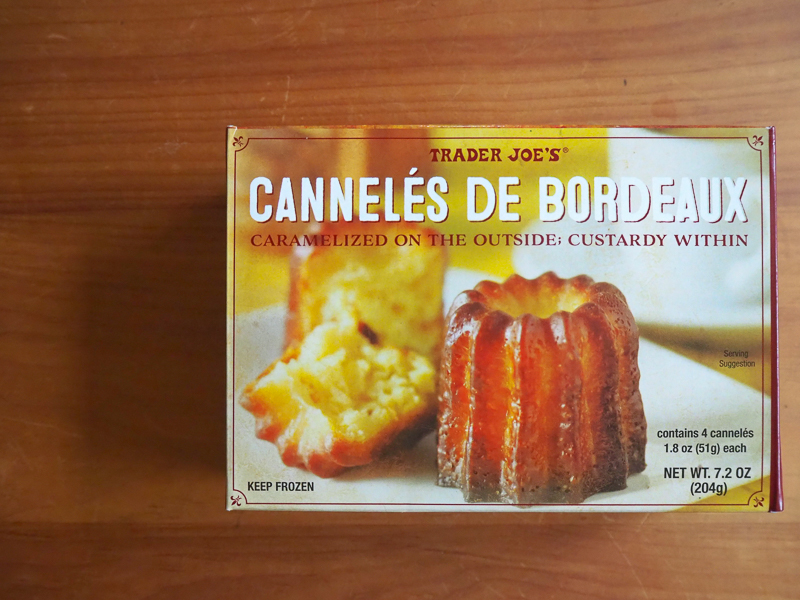 TRADER JOE'S®
CANNELÉS DE BORDEAUX
CARAMELIZED ON THE OUTSIDE; CUSTARDY WITHIN
Serving
Suggestion
contains 4 cannelés
1.8 oz (51g) each
NET WT. 7.2 OZ
(204g)
KEEP FROZEN